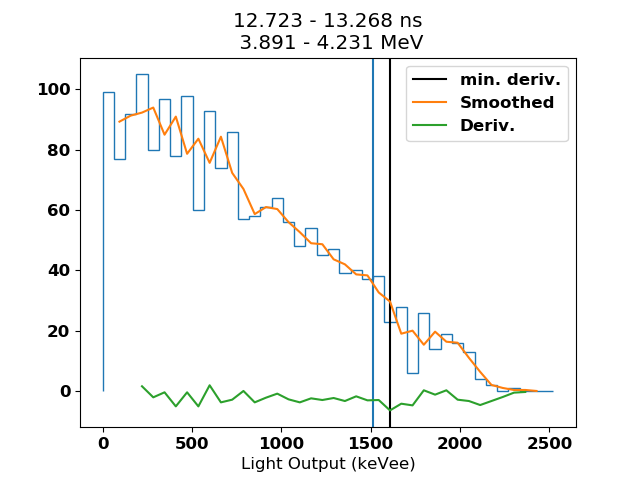 12.723 - 13.268 ns
3.891 - 4.231 MeV
min. deriv.
Smoothed
Deriv.
100
80
60
40
20
0
0 500 1000 1500 2000 2500
Light Output (keVee)